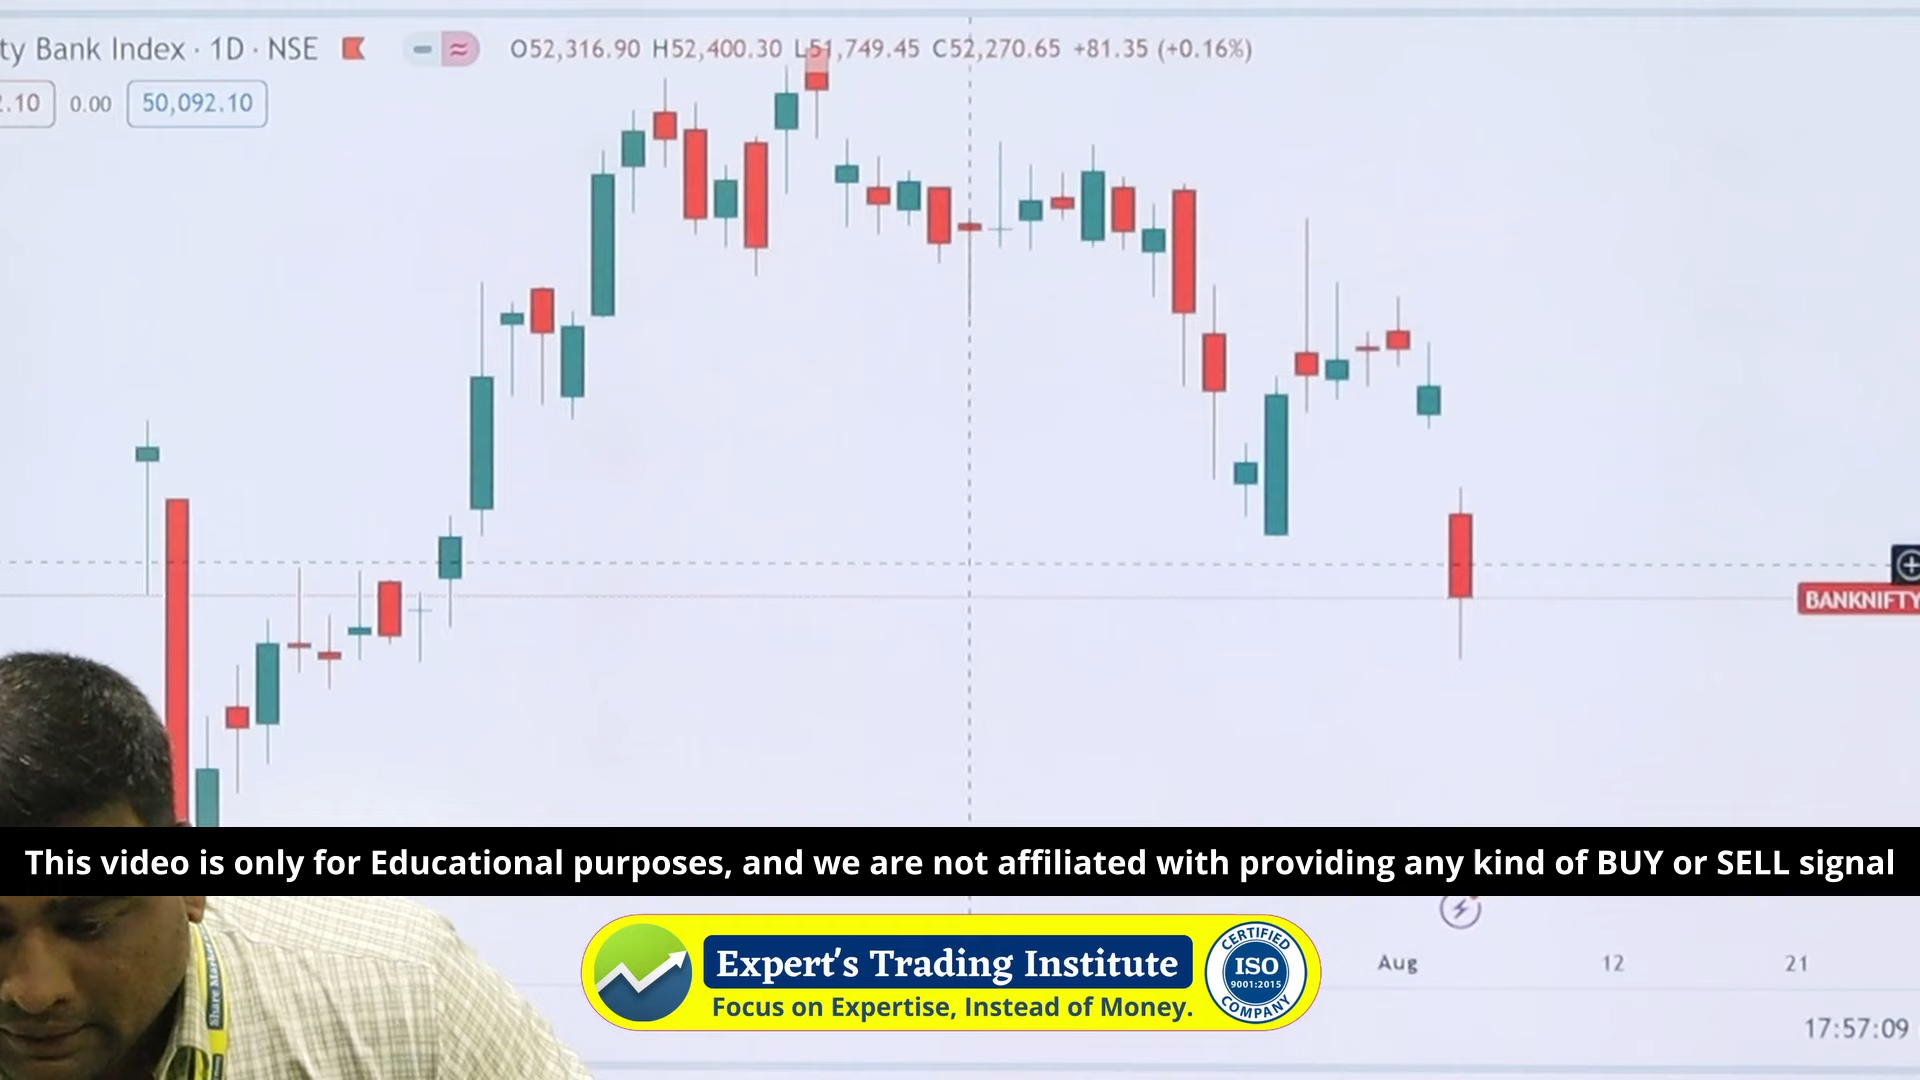 ty Bank Index · 1D · NSE
O52,316.90 H52,400.30 L51,749.45 C52,270.65 +81.35 (+0.16%)
2.10 0.00 50,092.10
BANKNIFTY
This video is only for Educational purposes, and we are not affiliated with providing any kind of BUY or SELL signal
Share Marke
Expert's Trading Institute
Focus on Expertise, Instead of Money.
CERTIFIED
ISO
9001:2015
COMPANY
Aug 12 21
17:57:09